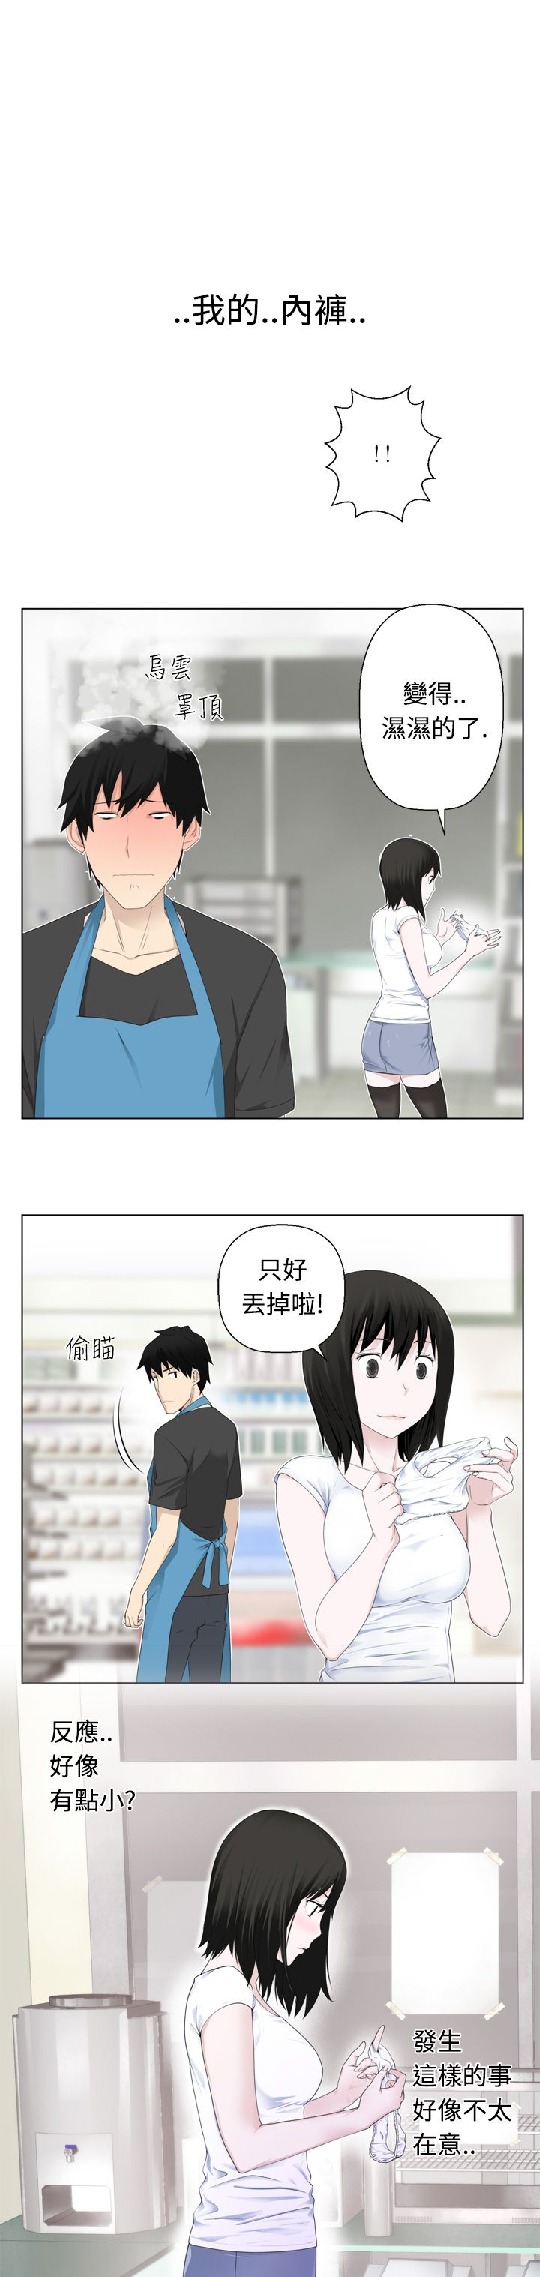 ..我的..內褲..
!!
烏雲
罩頂
變得..
濕濕的了.
只好
丟掉啦!
偷瞄
反應..
好像
有點小?
發生
這樣的事
好像不太
在意..